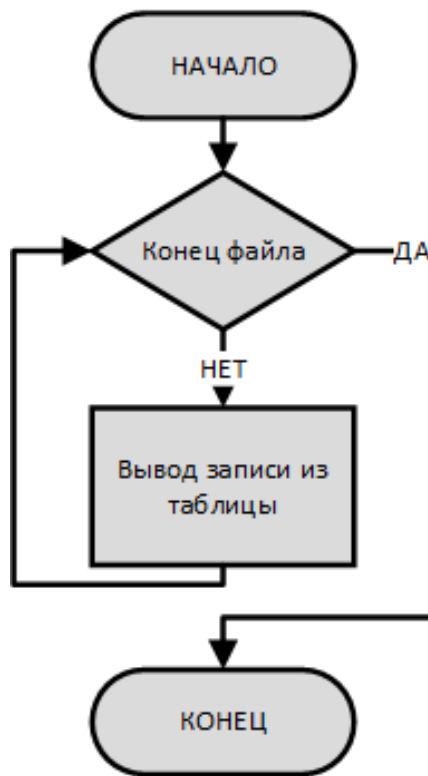 НАЧАЛО
Конец файла
ДА
НЕТ
Вывод записи из
таблицы
КОНЕЦ